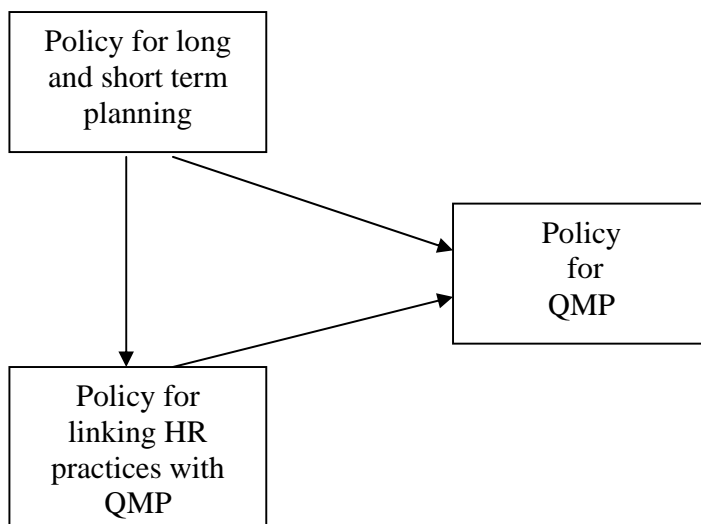 Policy for long
and short term
planning
Policy
for
QMP
Policy for
linking HR
practices with
QMP